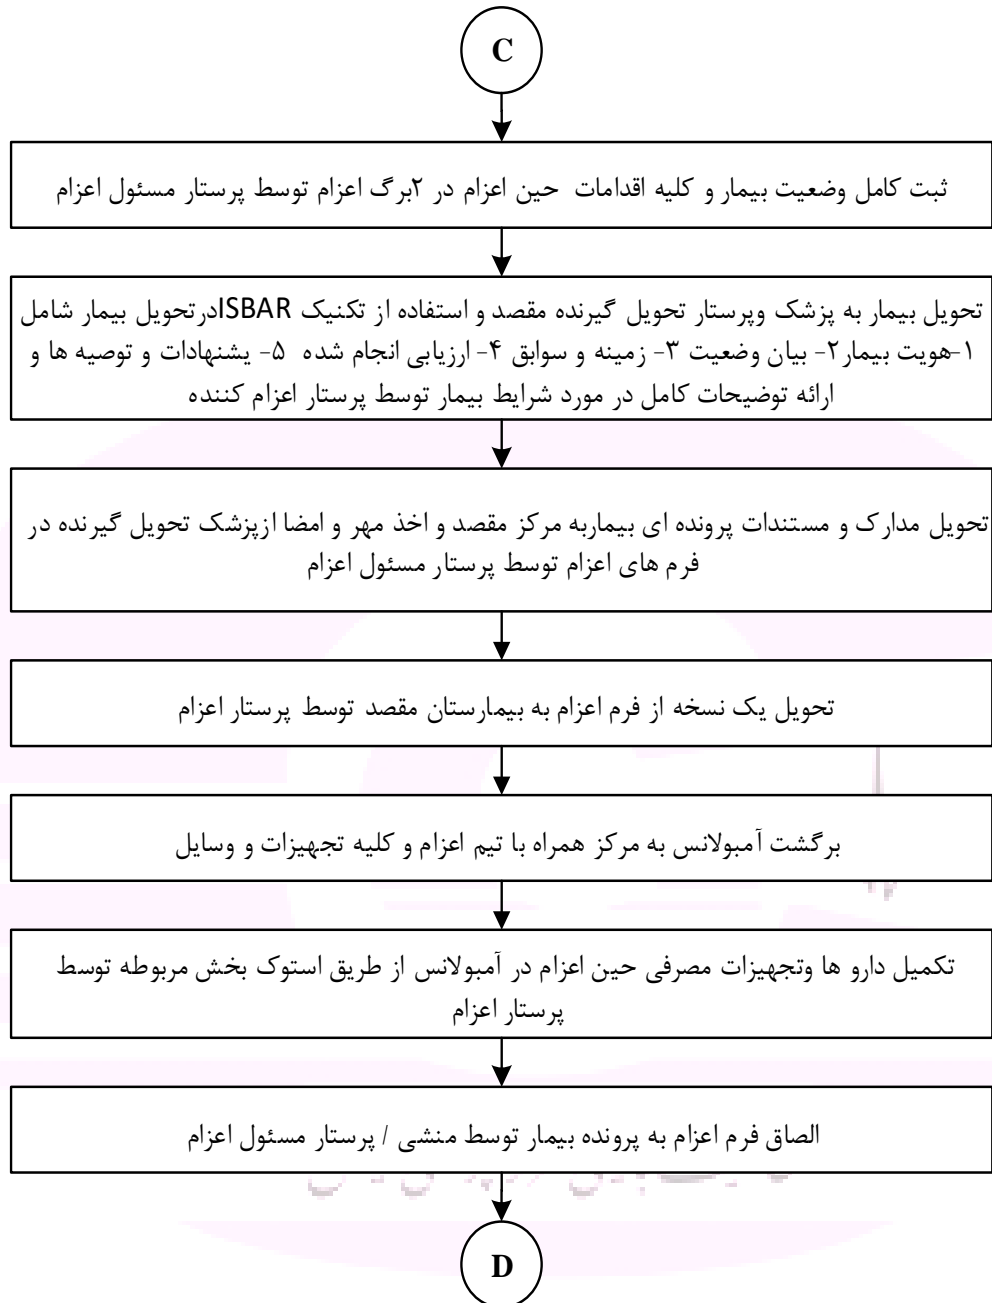 C
ثبت کامل وضعیت بیمار و کلیه اقدامات حین اعزام در ۲برگ اعزام توسط پرستار مسئول اعزام
تحویل بیمار به پزشک وپرستار تحویل گیرنده مقصد و استفاده از تکنیک ISBARدرتحویل بیمار شامل
۱-هویت بیمار۲- بیان وضعیت ۳- زمینه و سوابق ۴- ارزیابی انجام شده ۵- یشنهادات و توصیه ها و
ارائه توضیحات کامل در مورد شرایط بیمار توسط پرستار اعزام کننده
تحویل مدارک و مستندات پرونده ای بیماربه مرکز مقصد و اخذ مهر و امضا ازپزشک تحویل گیرنده در
فرم های اعزام توسط پرستار مسئول اعزام
تحویل یک نسخه از فرم اعزام به بیمارستان مقصد توسط پرستار اعزام
برگشت آمبولانس به مرکز همراه با تیم اعزام و کلیه تجهیزات و وسایل
تکمیل دارو ها وتجهیزات مصرفی حین اعزام در آمبولانس از طریق استوک بخش مربوطه توسط
پرستار اعزام
الصاق فرم اعزام به پرونده بیمار توسط منشی / پرستار مسئول اعزام
D